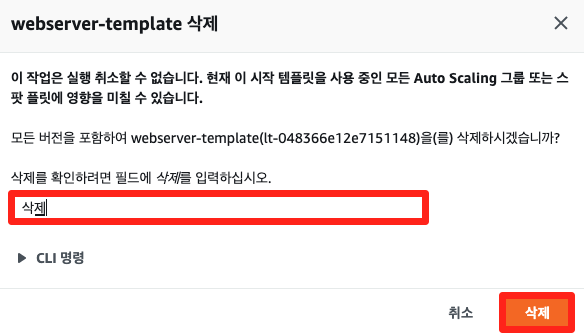 webserver-template 삭제
이 작업은 실행 취소할 수 없습니다. 현재 이 시작 템플릿을 사용 중인 모든 Auto Scaling 그룹 또는 스
팟 플릿에 영향을 미칠 수 있습니다.
모든 버전을 포함하여 webserver-template(lt-048366e12e7151148)을(를) 삭제하시겠습니까?
삭제를 확인하려면 필드에 삭제를 입력하십시오.
삭제
CLI 명령
취소 삭제